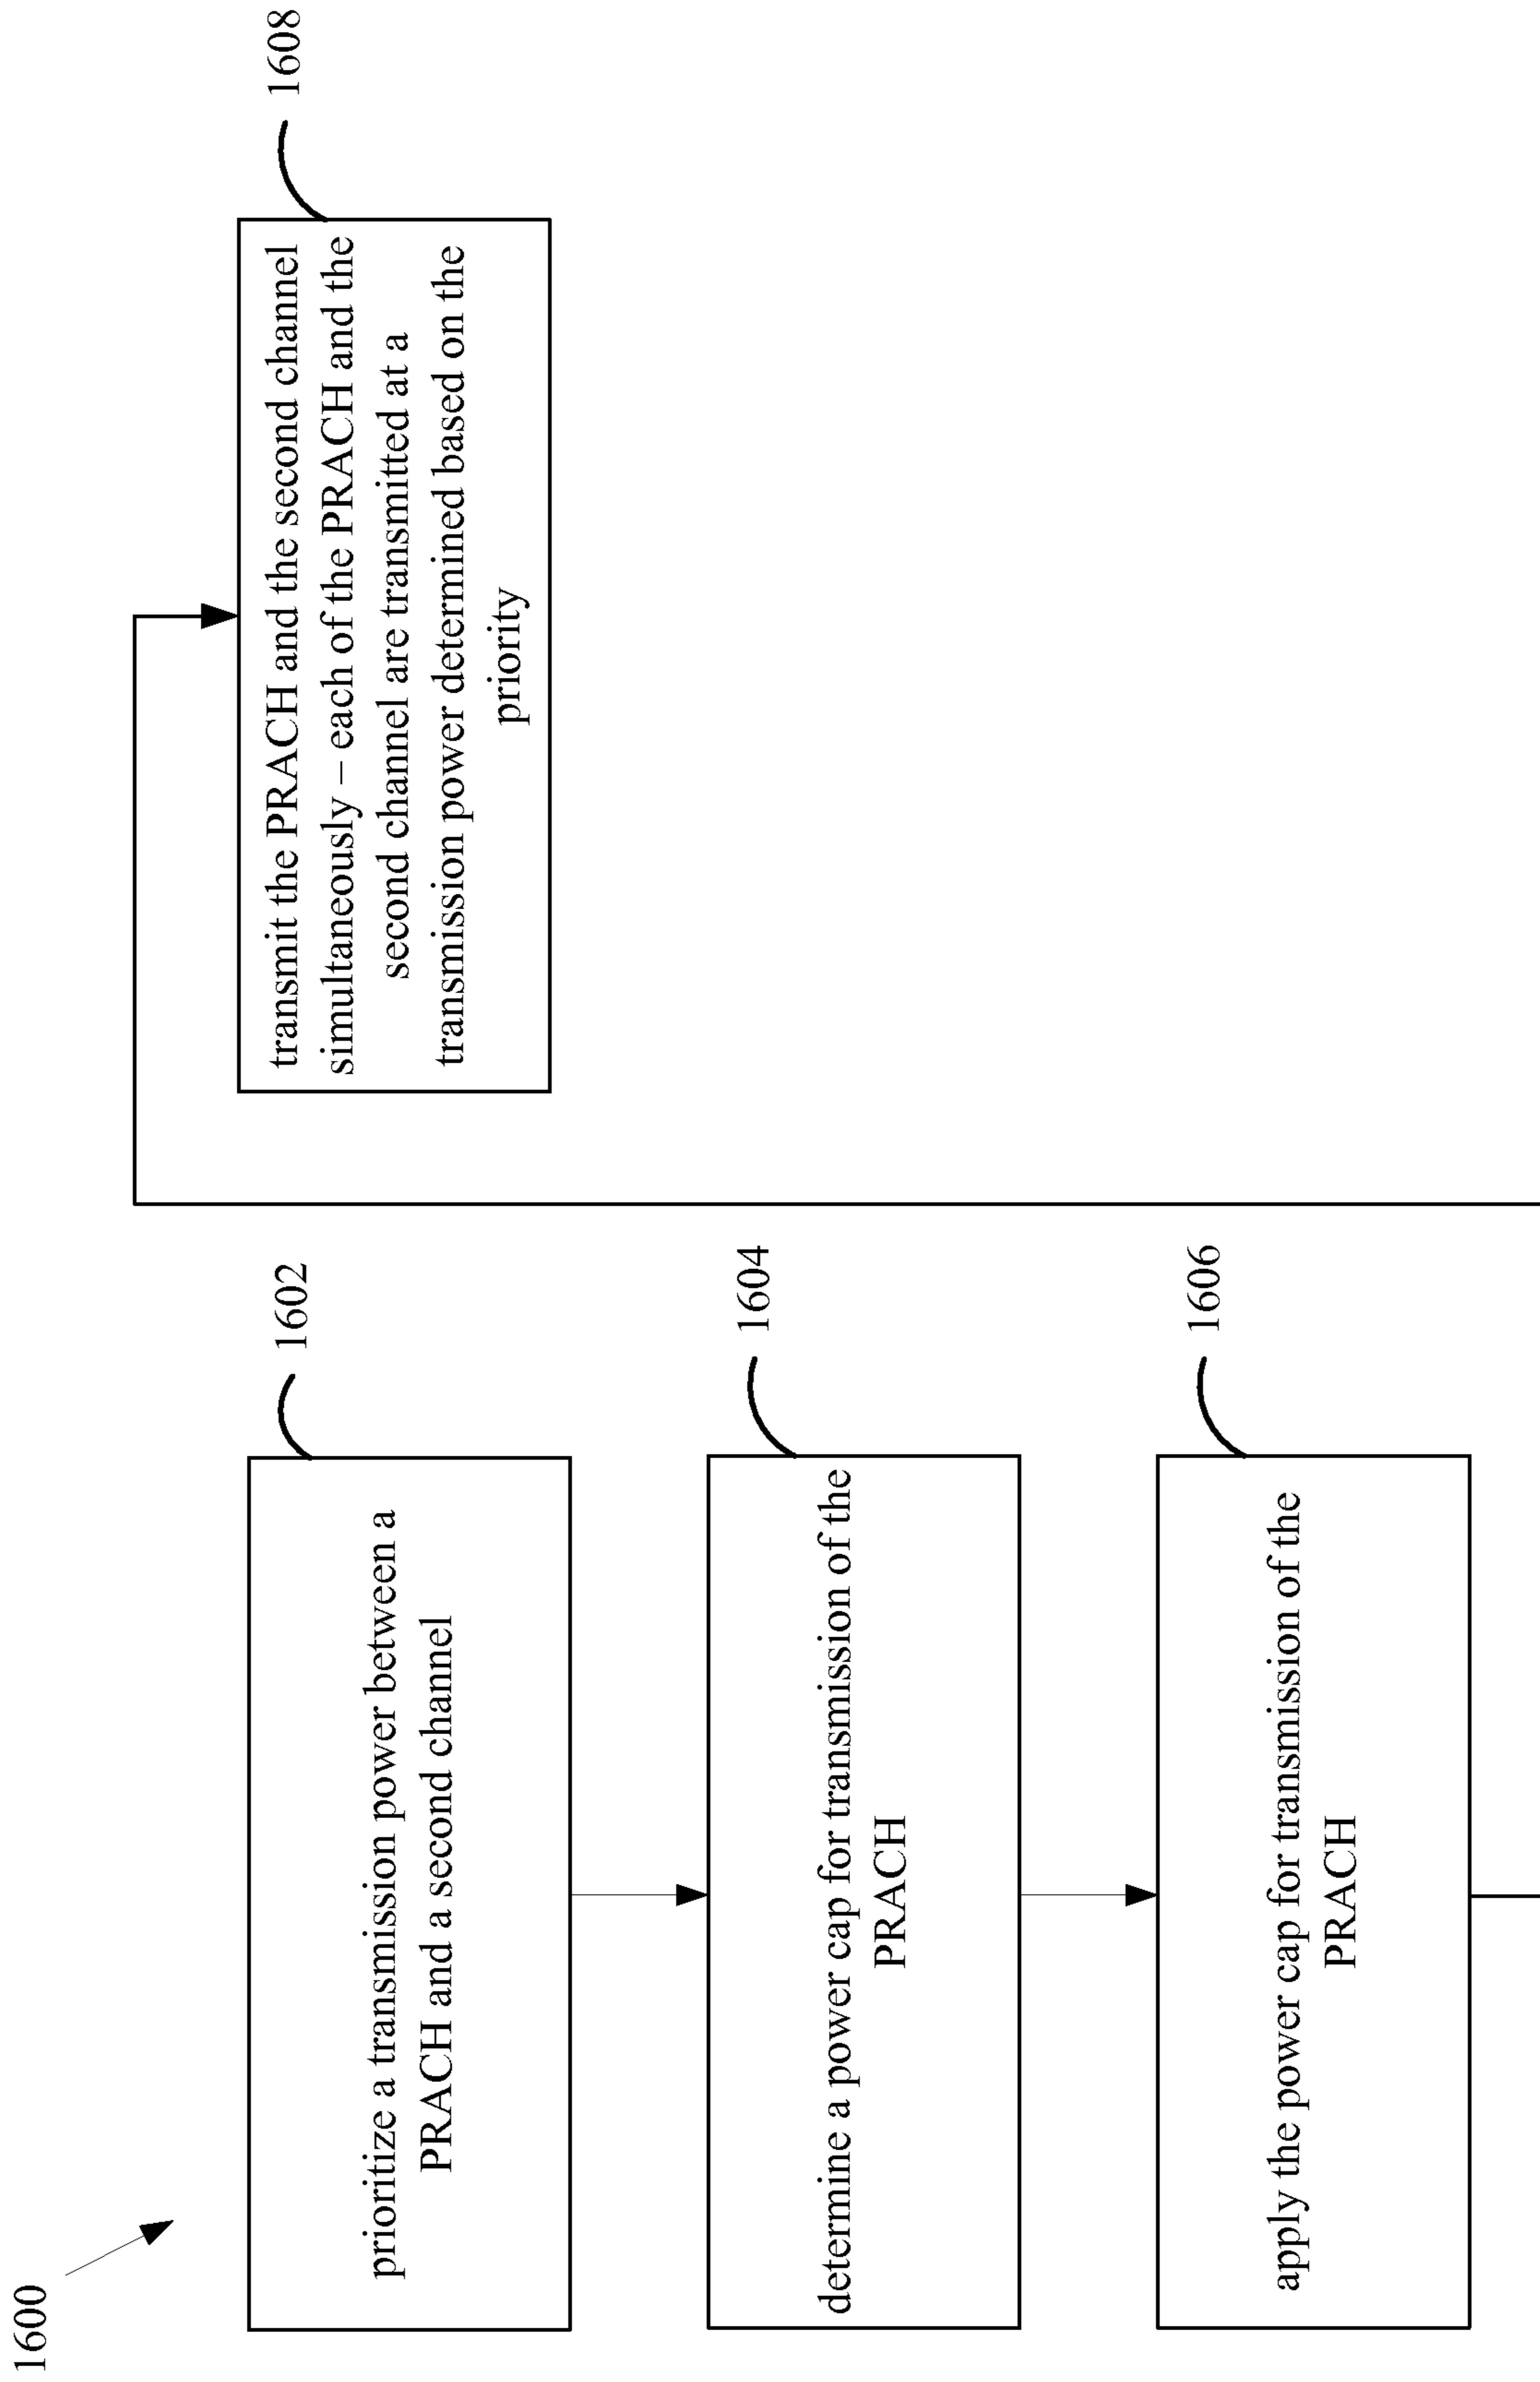 1600
prioritize a transmission power between a
PRACH and a second channel
1602
determine a power cap for transmission of the
PRACH
1604
apply the power cap for transmission of the
PRACH
1606
transmit the PRACH and the second channel
simultaneously – each of the PRACH and the
second channel are transmitted at a
transmission power determined based on the
priority
1608